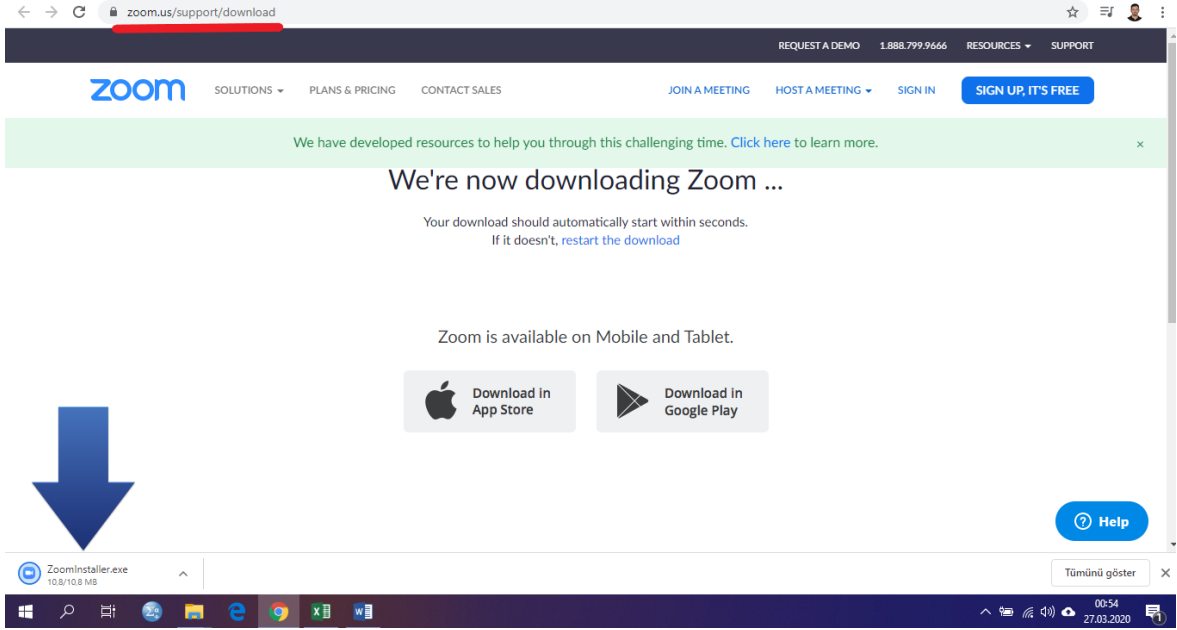 zoom.us/support/download
REQUEST A DEMO 1.888.799.9666 RESOURCES SUPPORT
zoom SOLUTIONS PLANS & PRICING CONTACT SALES JOIN A MEETING HOST A MEETING SIGN IN SIGN UP, IT'S FREE
We have developed resources to help you through this challenging time. Click here to learn more. ×
We're now downloading Zoom ...
Your download should automatically start within seconds.
If it doesn't, restart the download
Zoom is available on Mobile and Tablet.
Download in
App Store
Download in
Google Play
? Help
ZoomInstaller.exe
10,8/10,8 MB
Tümünü göster
00:54
27.03.2020
1